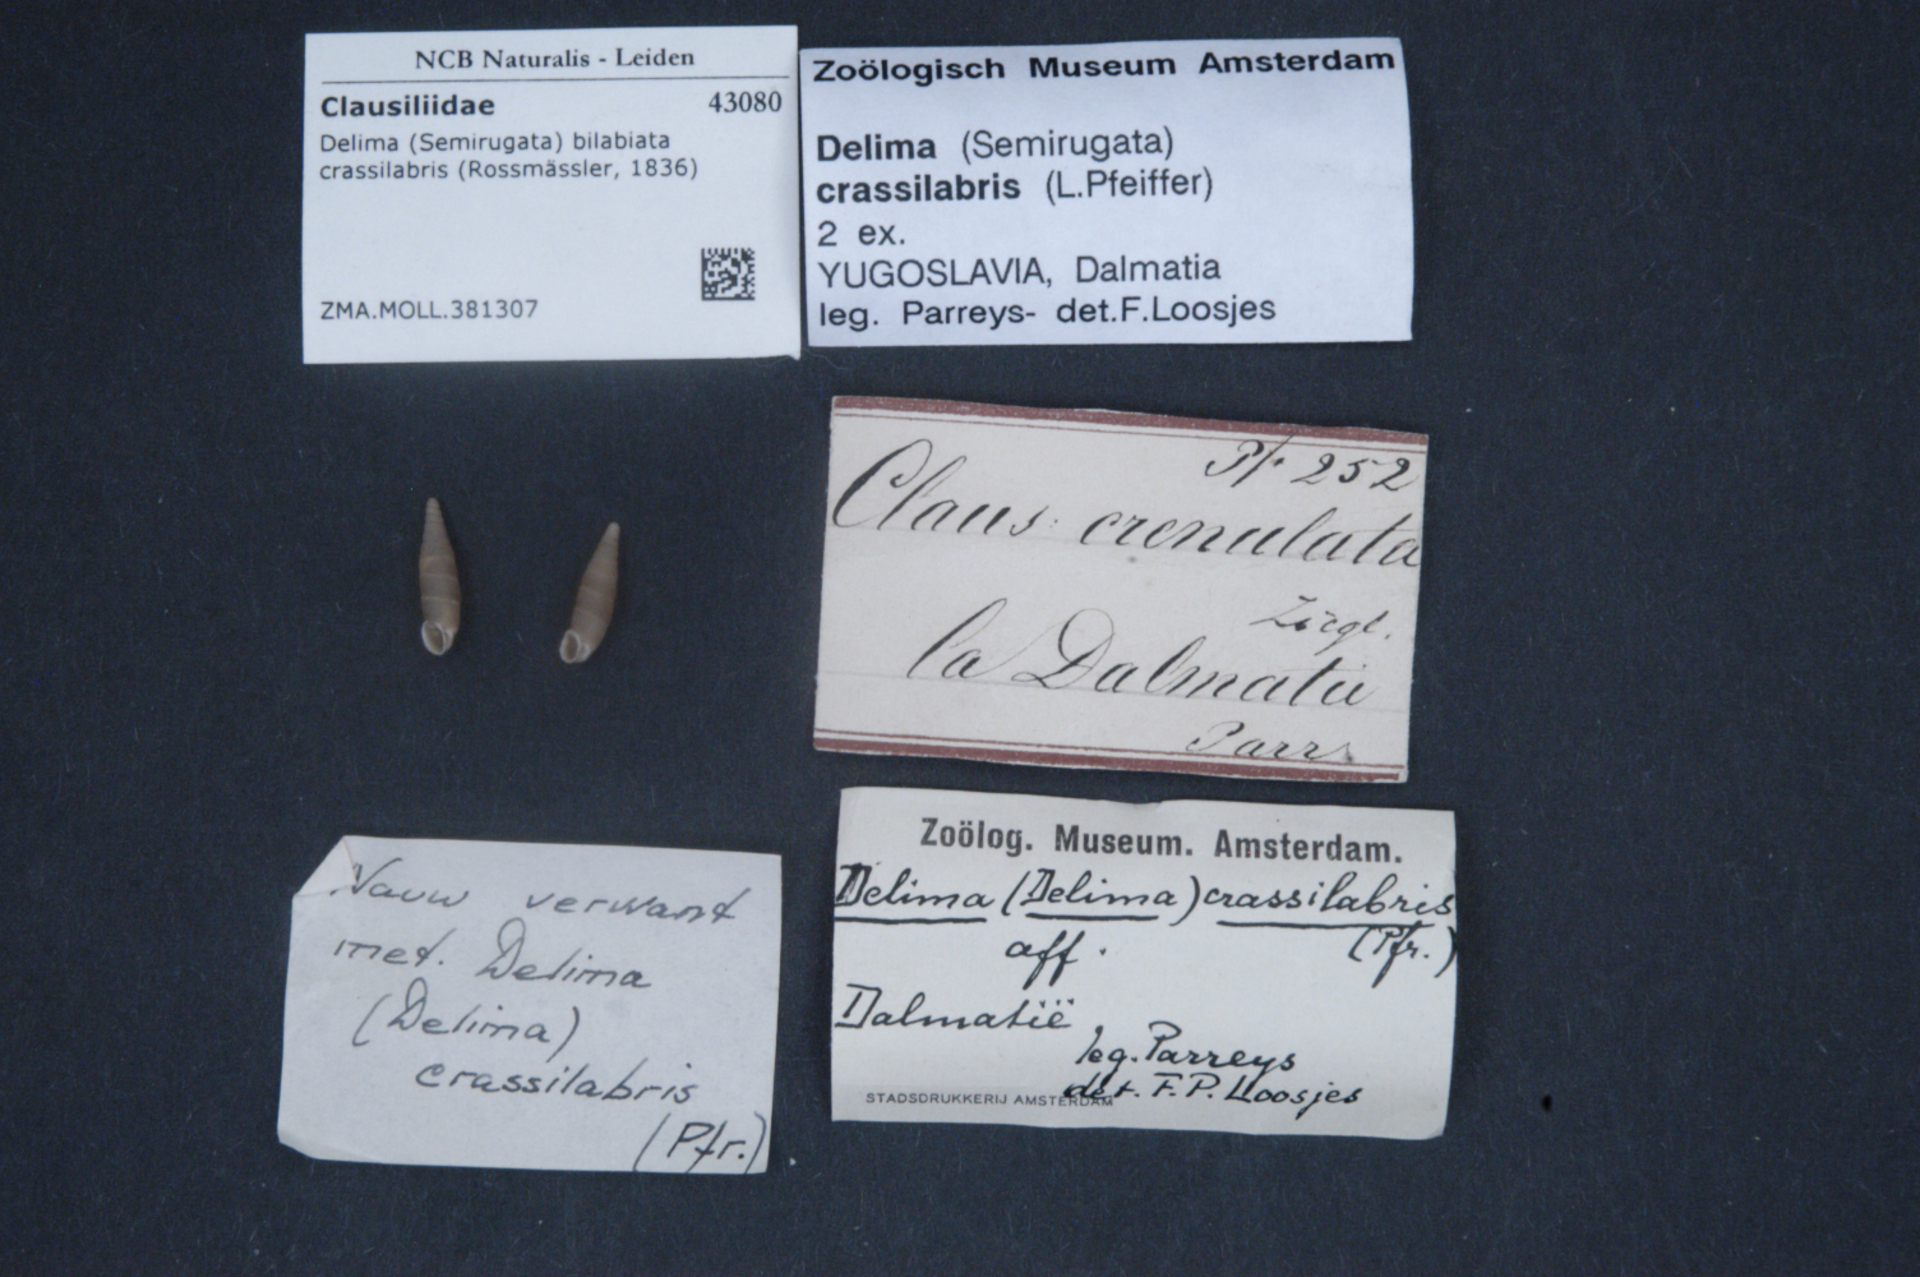 NCB Naturalis - Leiden
Clausiliidae 43080
Delima (Semirugata) bilabiata
crassilabris (Rossmässler, 1836)
ZMA.MOLL.381307
Zoölogisch Museum Amsterdam
Delima (Semirugata)
crassilabris (L.Pfeiffer)
2 ex.
YUGOSLAVIA, Dalmatia
leg. Parreys- det.F.Loosjes
Pf. 252
Claus: crenulata
Ziegl.
la Dalmatie
Parr.
Nauw verwant
met. Delima
(Delima)
crassilabris
(Pfr.)
Zoölog. Museum. Amsterdam.
Delima (Delima) crassilabris
aff. (Pfr.)
Dalmatië
leg. Parreys
det. F.P. Loosjes
STADSDRUKKERIJ AMSTERDAM